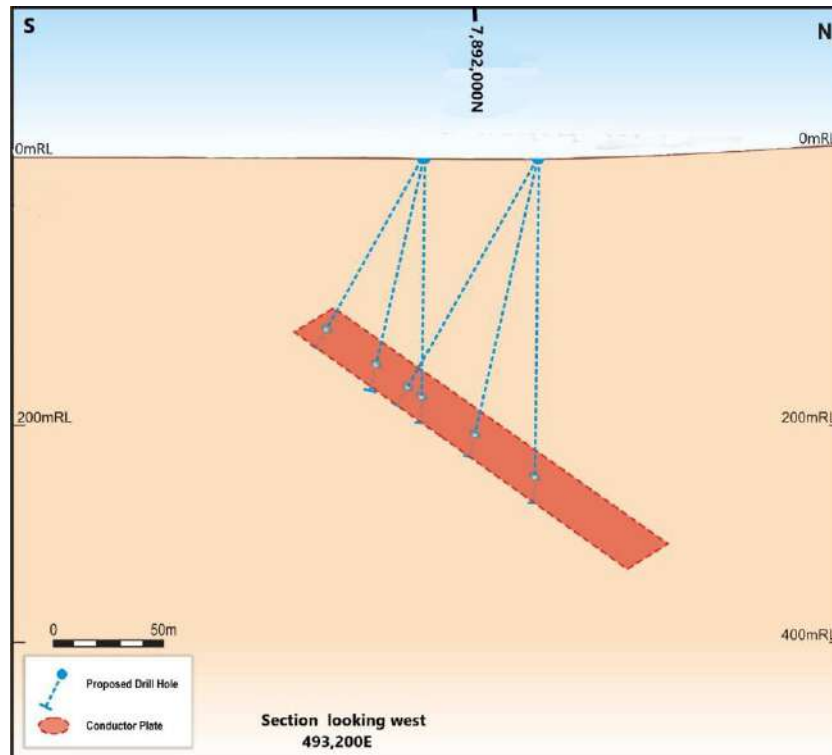 S
7,892,000N
N
0mRL
0mRL
200mRL
200mRL
400mRL
0
50m
Proposed Drill Hole
Conductor Plate
Section looking west
493,200E